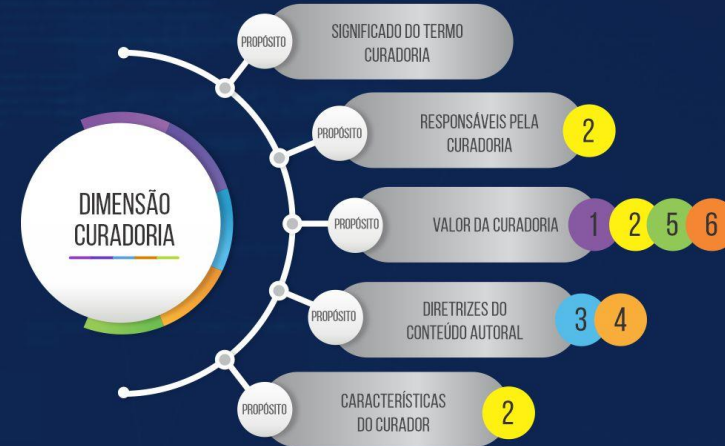 DIMENSÃO
CURADORIA
PROPÓSITO
SIGNIFICADO DO TERMO
CURADORIA
PROPÓSITO
RESPONSÁVEIS PELA
CURADORIA
2
PROPÓSITO
VALOR DA CURADORIA
1 2 5 6
PROPÓSITO
DIRETRIZES DO
CONTEÚDO AUTORAL
3 4
PROPÓSITO
CARACTERÍSTICAS
DO CURADOR
2